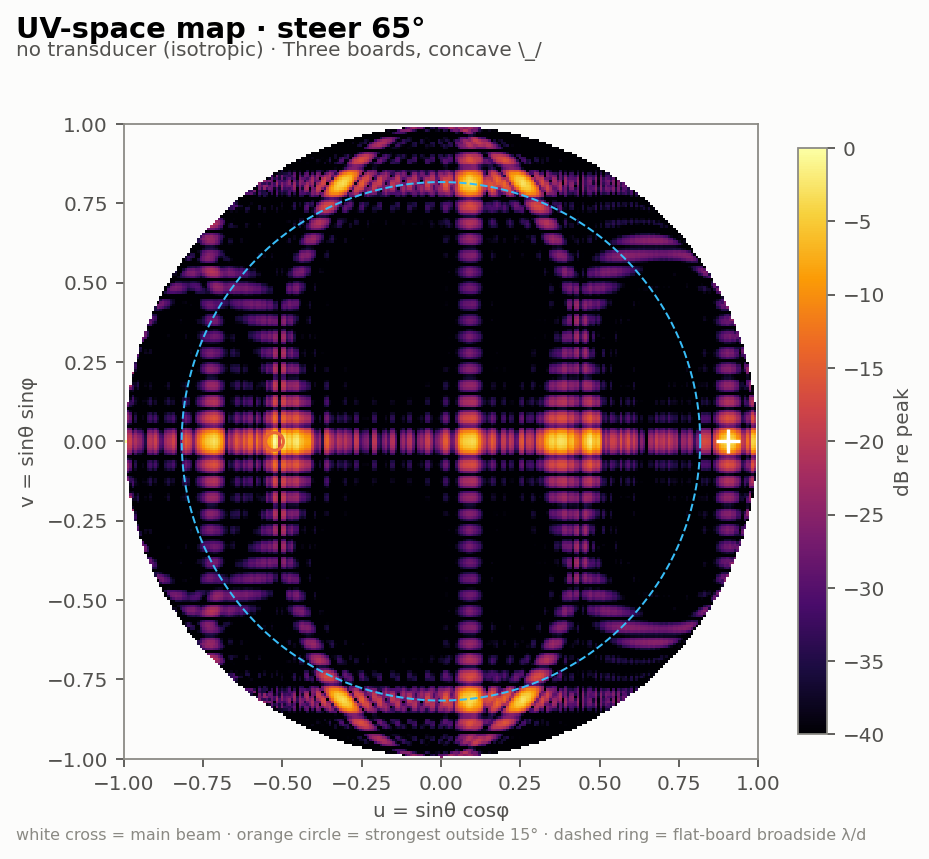 UV-space map · steer 65°
no transducer (isotropic) · Three boards, concave \_/
1.00
0.75
0.50
0.25
0.00
−0.25
−0.50
−0.75
−1.00
v = sinθ sinφ
−1.00 −0.75 −0.50 −0.25 0.00 0.25 0.50 0.75 1.00
u = sinθ cosφ
0
−5
−10
−15
−20
−25
−30
−35
−40
dB re peak
white cross = main beam · orange circle = strongest outside 15° · dashed ring = flat-board broadside λ/d